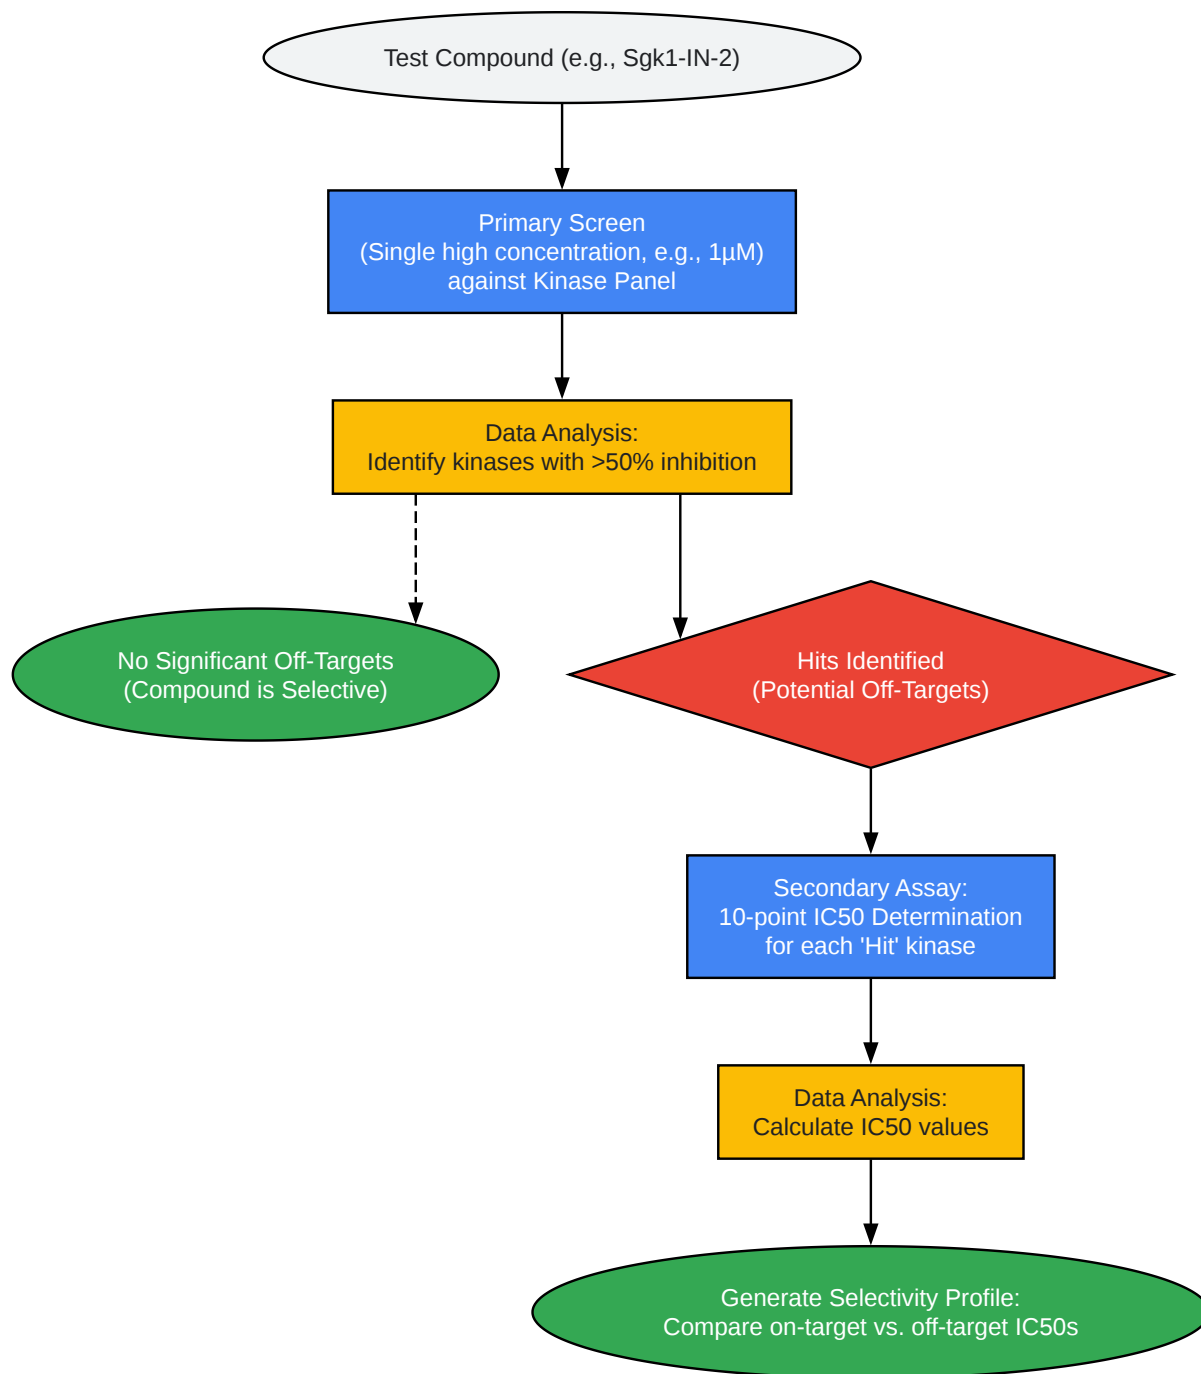 Test Compound (e.g., Sgk1-IN-2)
Primary Screen
(Single high concentration, e.g., 1µM)
against Kinase Panel
Data Analysis:
Identify kinases with >50% inhibition
No Significant Off-Targets
(Compound is Selective)
Hits Identified
(Potential Off-Targets)
Secondary Assay:
10-point IC50 Determination
for each 'Hit' kinase
Data Analysis:
Calculate IC50 values
Generate Selectivity Profile:
Compare on-target vs. off-target IC50s